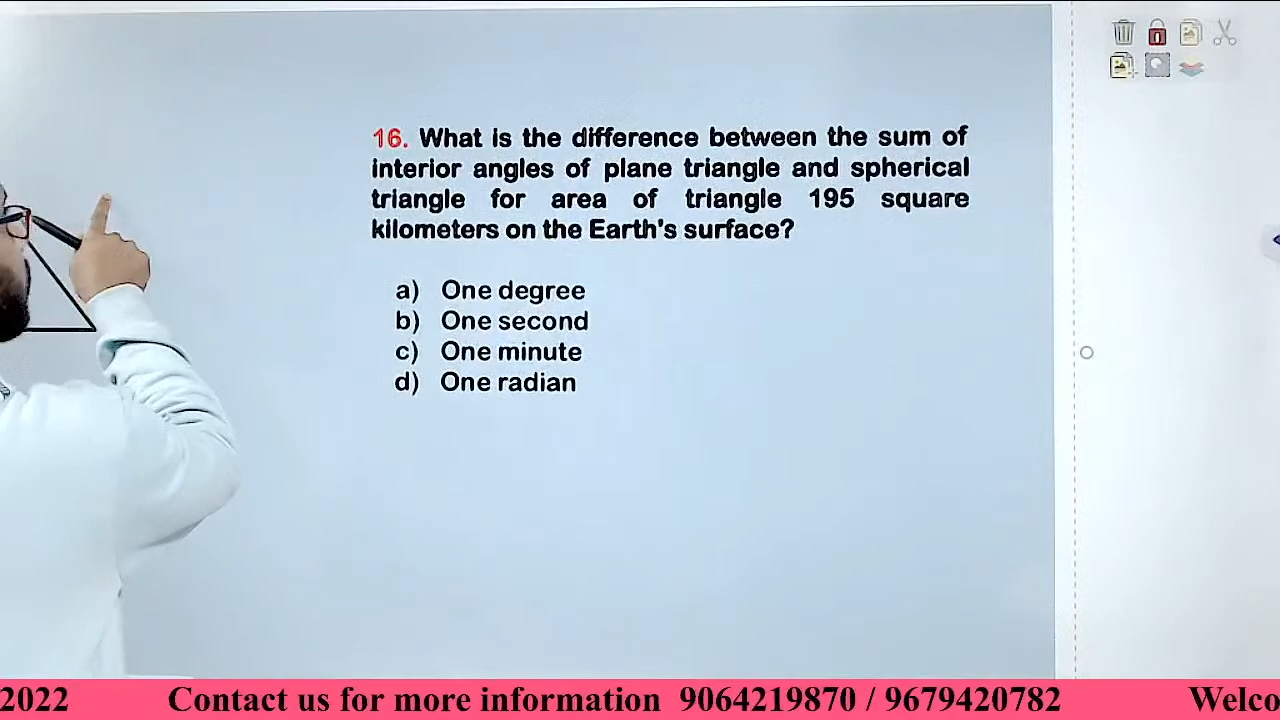 16. What is the difference between the sum of
interior angles of plane triangle and spherical
triangle for area of triangle 195 square
kilometers on the Earth's surface?
a) One degree
b) One second
c) One minute
d) One radian
2022 Contact us for more information 9064219870 / 9679420782 Welco